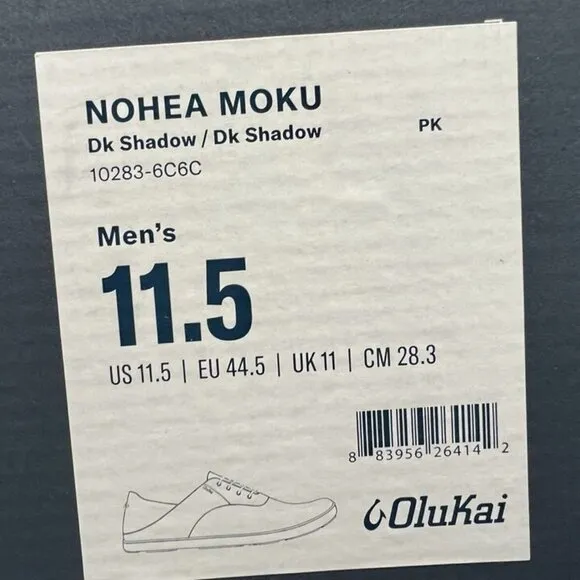 NOHEA MOKU
Dk Shadow / Dk Shadow
PK
10283-6C6C
Men's
11.5
US 11.5 | EU 44.5 | UK 11 | CM 28.3
8 83956 26414 2
OluKai